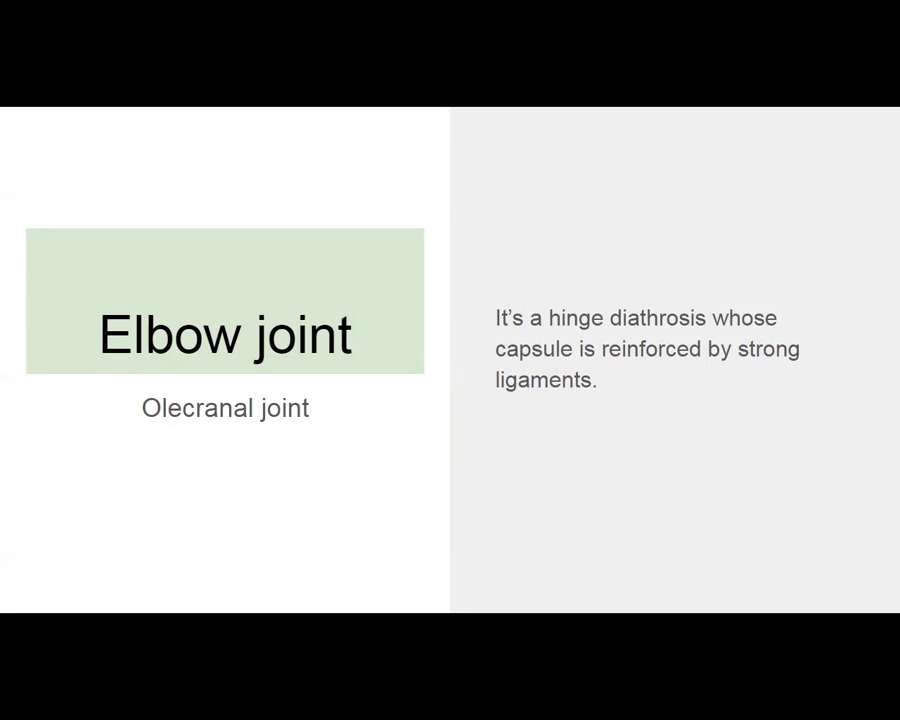 Elbow joint
Olecranal joint
It’s a hinge diathrosis whose
capsule is reinforced by strong
ligaments.